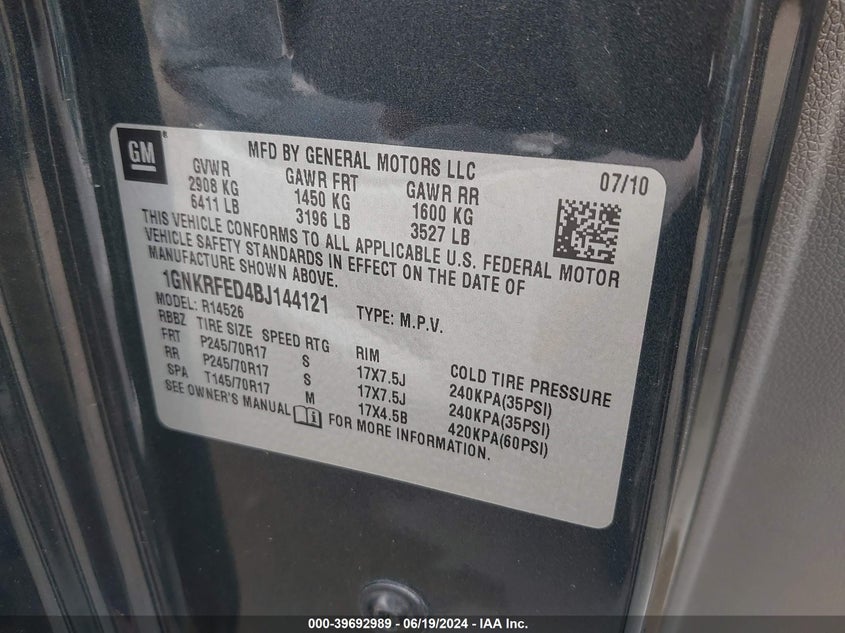 GM
MFD BY GENERAL MOTORS LLC 07/10
GVWR GAWR FRT GAWR RR
2908 KG 1450 KG 1600 KG
6411 LB 3196 LB 3527 LB
THIS VEHICLE CONFORMS TO ALL APPLICABLE U.S. FEDERAL MOTOR
VEHICLE SAFETY STANDARDS IN EFFECT ON THE DATE OF
MANUFACTURE SHOWN ABOVE.
1GNKRFED4BJ144121 TYPE: M.P.V.
MODEL: R14526
RBBZ TIRE SIZE SPEED RTG RIM COLD TIRE PRESSURE
FRT P245/70R17 S 17X7.5J 240KPA(35PSI)
RR P245/70R17 S 17X7.5J 240KPA(35PSI)
SPA T145/70R17 M 17X4.5B 420KPA(60PSI)
SEE OWNER'S MANUAL FOR MORE INFORMATION.
000-39692989 - 06/19/2024 - IAA Inc.